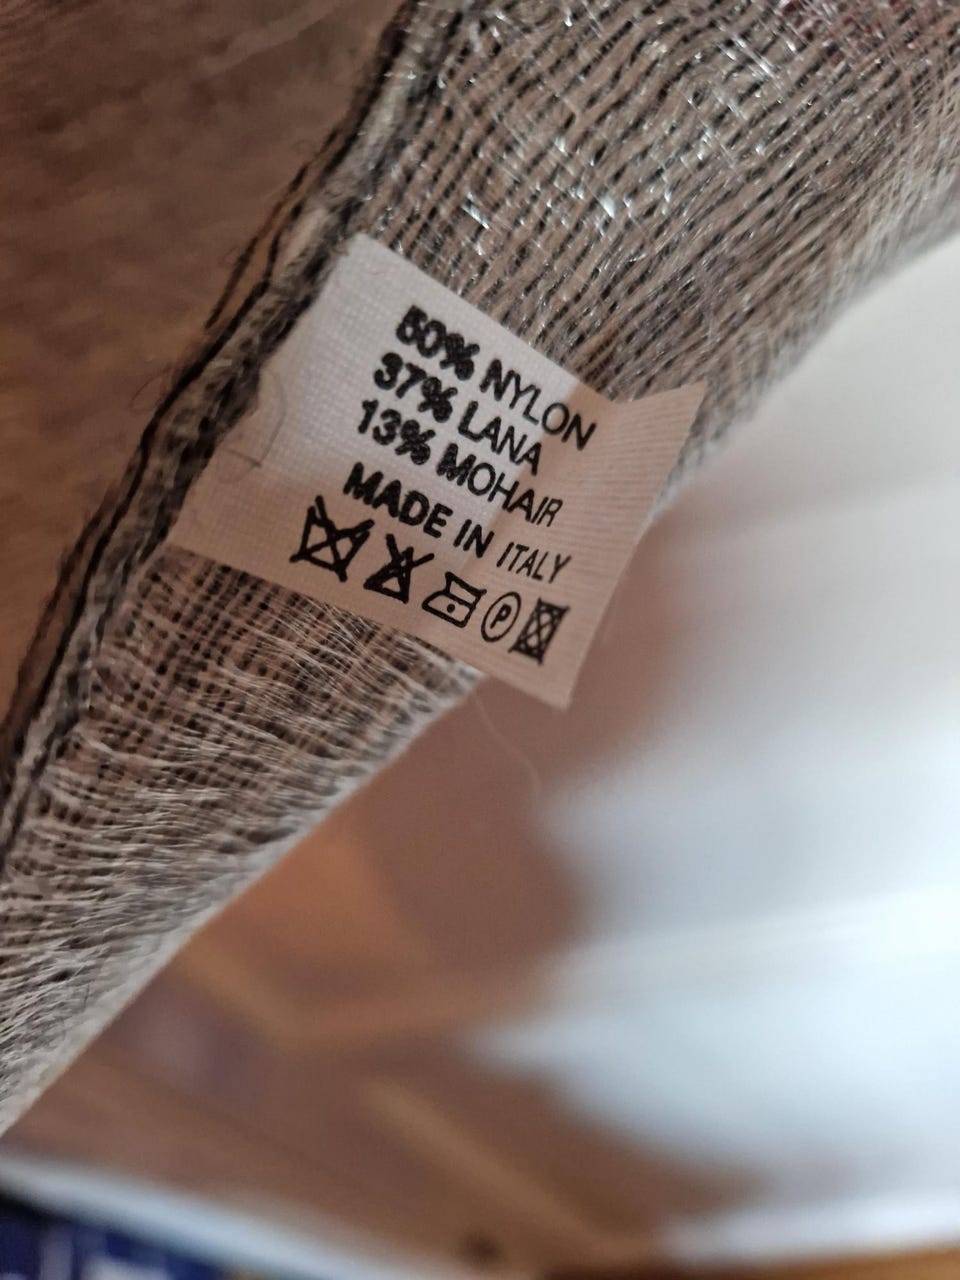 50% NYLON
37% LANA
13% MOHAIR
MADE IN ITALY
P